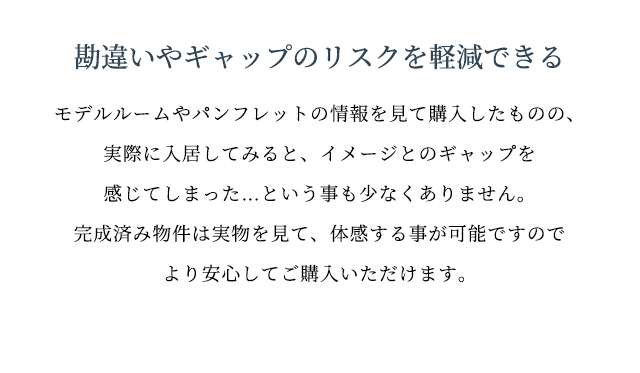 勘違いやギャップのリスクを軽減できる
モデルルームやパンフレットの情報を見て購入したものの、
実際に入居してみると、イメージとのギャップを
感じてしまった…という事も少なくありません。
完成済み物件は実物を見て、体感する事が可能ですので
より安心してご購入いただけます。